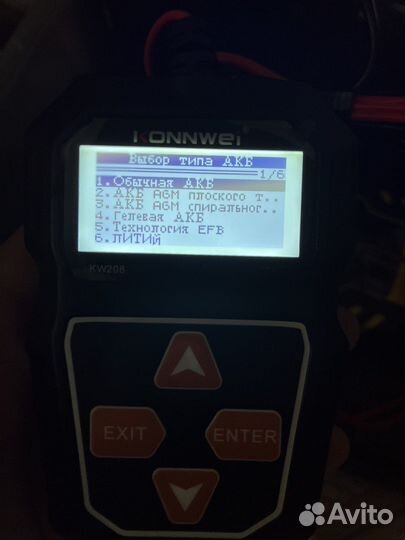 KONNWEI
Выбор типа АКБ
1/6
1.Обычная АКБ
2.АКБ AGM плоского т..
3.АКБ AGM спиральног..
4.Гелевая АКБ
5.Технология EFB
6.ЛИТИЙ
KW208
EXIT
ENTER
Avito